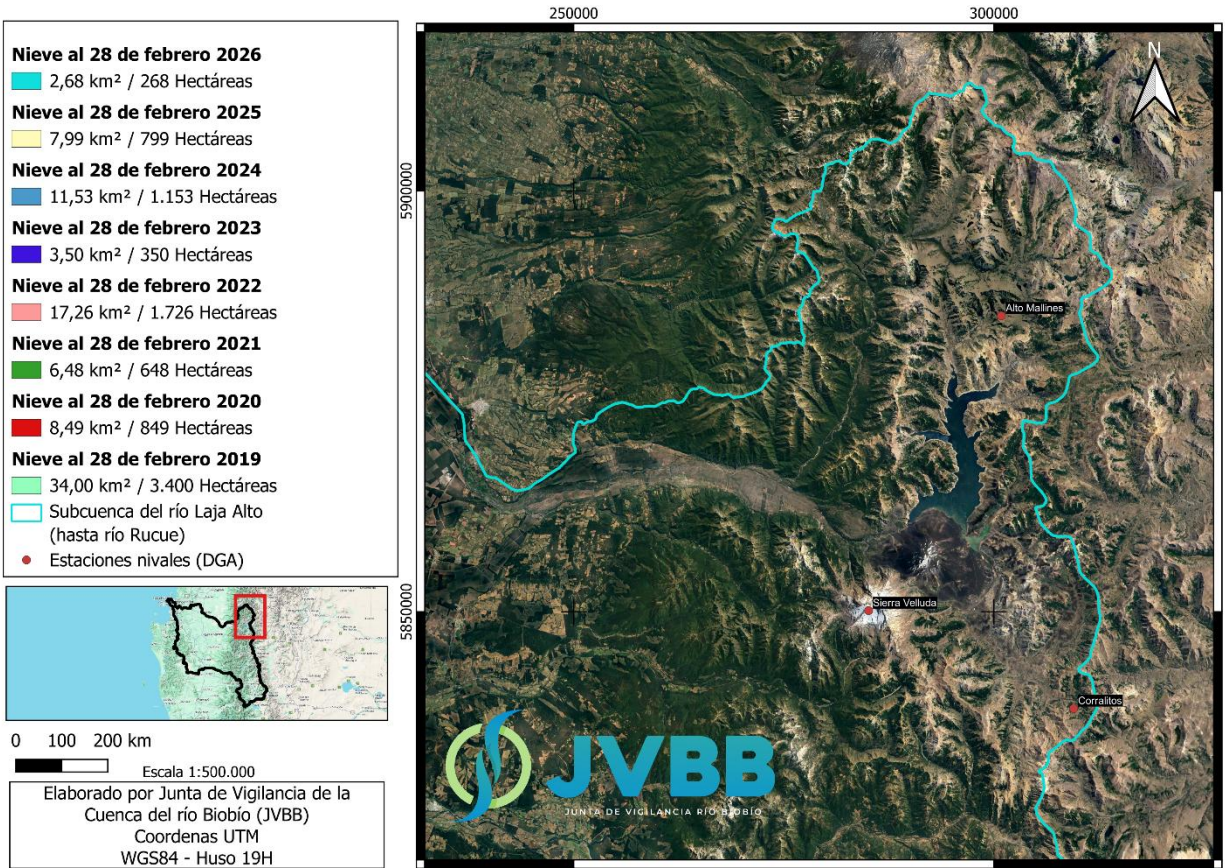 Nieve al 28 de febrero 2026
2,68 km² / 268 Hectáreas
Nieve al 28 de febrero 2025
7,99 km² / 799 Hectáreas
Nieve al 28 de febrero 2024
11,53 km² / 1.153 Hectáreas
Nieve al 28 de febrero 2023
3,50 km² / 350 Hectáreas
Nieve al 28 de febrero 2022
17,26 km² / 1.726 Hectáreas
Nieve al 28 de febrero 2021
6,48 km² / 648 Hectáreas
Nieve al 28 de febrero 2020
8,49 km² / 849 Hectáreas
Nieve al 28 de febrero 2019
34,00 km² / 3.400 Hectáreas
Subcuenca del río Laja Alto
(hasta río Rucue)
Estaciones nivales (DGA)
0 100 200 km
Escala 1:500.000
Elaborado por Junta de Vigilancia de la
Cuenca del río Biobío (JVBB)
Coordenas UTM
WGS84 - Huso 19H
250000
300000
5900000
5850000
N
Alto Mallines
Sierra Velluda
Corralitos
JVBB
JUNTA DE VIGILANCIA RÍO BIOBÍO